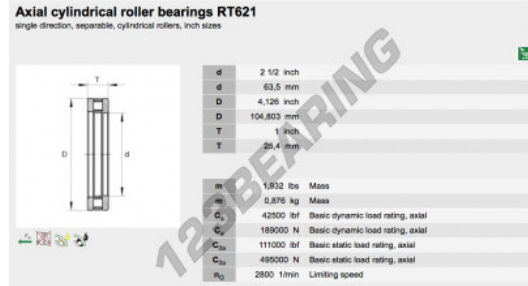 Axial cylindrical roller bearings RT621
single direction, separable, cylindrical rollers, inch sizes
T
D
d
d 2 1/2 inch
d 63,5 mm
D 4,126 inch
D 104,803 mm
T 1 inch
T 25,4 mm
m 1,932 lbs Mass
m 0,876 kg Mass
Ca 42500 lbf Basic dynamic load rating, axial
Ca 189000 N Basic dynamic load rating, axial
C0a 111000 lbf Basic static load rating, axial
C0a 495000 N Basic static load rating, axial
nG 2800 1/min Limiting speed
123BEARING